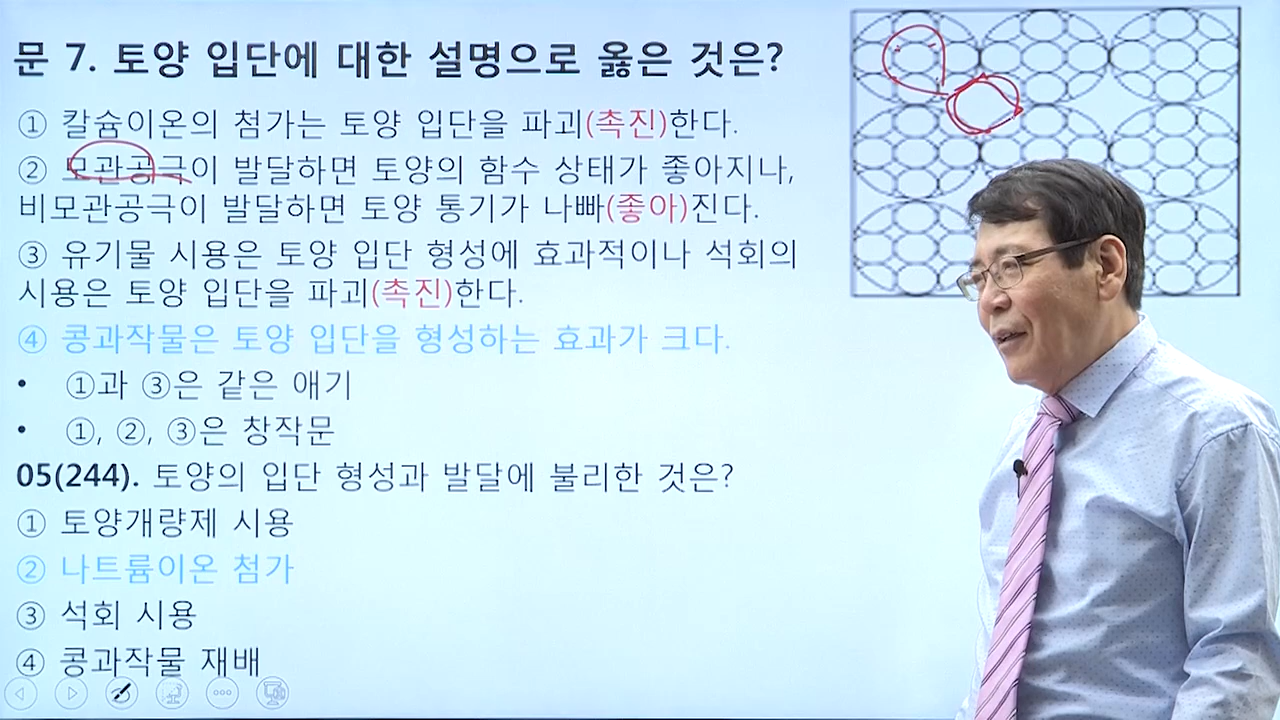 문 7. 토양 입단에 대한 설명으로 옳은 것은?
① 칼슘이온의 첨가는 토양 입단을 파괴(촉진)한다.
② 모관공극이 발달하면 토양의 함수 상태가 좋아지나,
비모관공극이 발달하면 토양 통기가 나빠(좋아)진다.
③ 유기물 시용은 토양 입단 형성에 효과적이나 석회의
시용은 토양 입단을 파괴(촉진)한다.
④ 콩과작물은 토양 입단을 형성하는 효과가 크다.
• ①과 ③은 같은 얘기
• ①, ②, ③은 창작문
05(244). 토양의 입단 형성과 발달에 불리한 것은?
① 토양개량제 시용
② 나트륨이온 첨가
③ 석회 시용
④ 콩과작물 재배